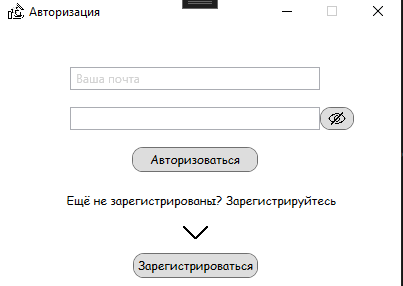 Авторизация
Ваша почта
Авторизоваться
Ещё не зарегистрированы? Зарегистрируйтесь
Зарегистрироваться